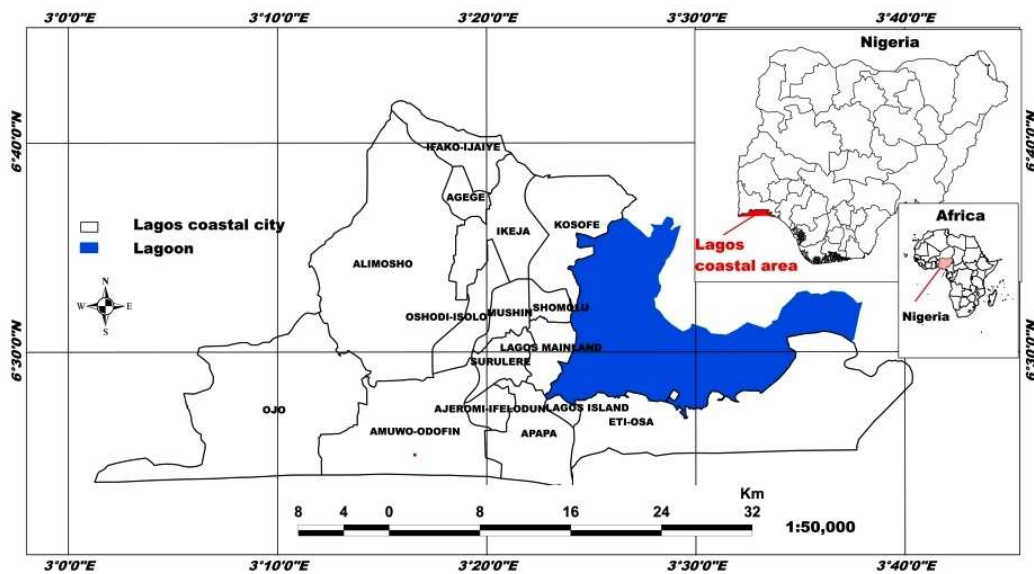 3°0'0"E 3°10'0"E 3°20'0"E 3°30'0"E 3°40'0"E
Nigeria
6°40'0"N 6°40'0"N
IFAKO-IJAIYE
AGEGE
Lagos coastal city
Lagoon
IKEJA
KOSOFE
Lagos
coastal area
Africa
ALIMOSHO
Nigeria
N
W E
S
OSHODI-ISOLO
MUSHIN
SHOMOLU
6°30'0"N 6°30'0"N
LAGOS MAINLAND
SURULERE
OJO
AJEROMI-IFELODUN
LAGOS ISLAND
AMUWO-ODOFIN
APAPA
ETI-OSA
Km
8 4 0 8 16 24 32
1:50,000
3°0'0"E 3°10'0"E 3°20'0"E 3°30'0"E 3°40'0"E